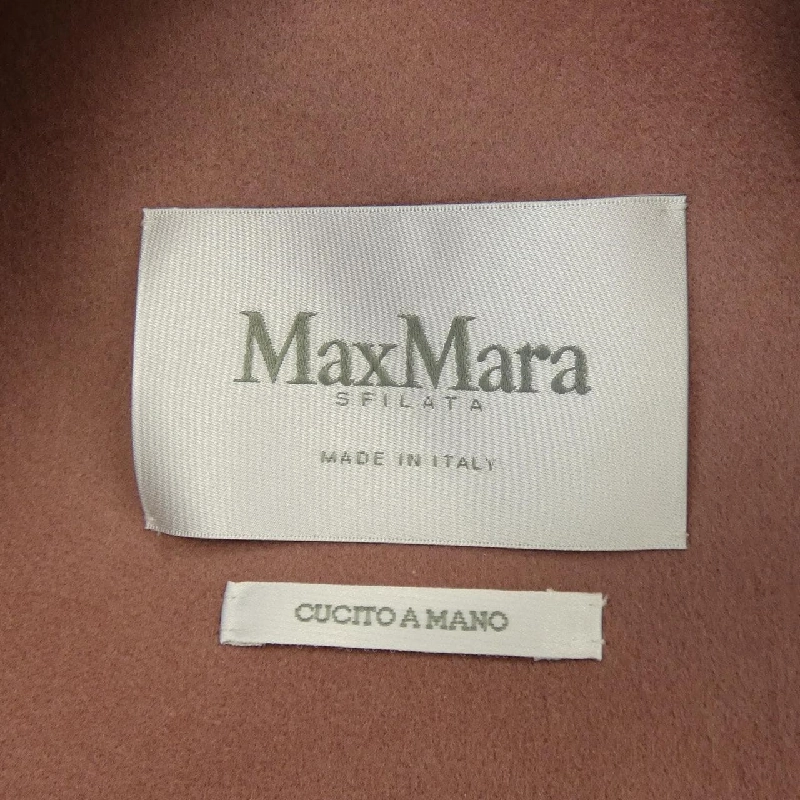 MaxMara
SFILATA
MADE IN ITALY
CUCITO A MANO